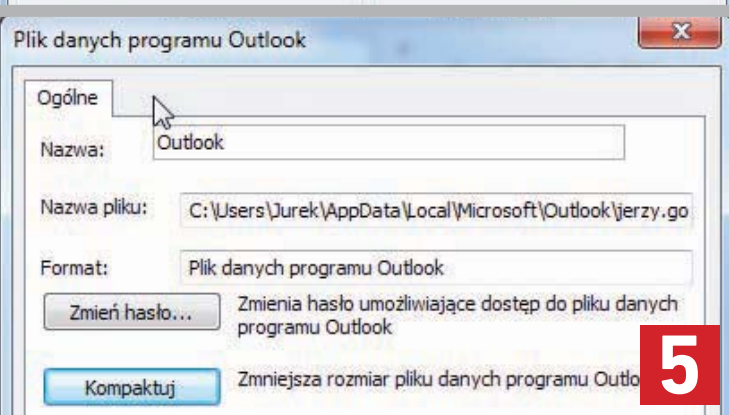 Plik danych programu Outlook
Ogólne
Nazwa: Outlook
Nazwa pliku: C:\Users\Jurek\AppData\Local\Microsoft\Outlook\jerzy.go
Format: Plik danych programu Outlook
Zmień hasło... Zmienia hasło umożliwiające dostęp do pliku danych
programu Outlook
Kompaktuj Zmniejsza rozmiar pliku danych programu Outlo
5